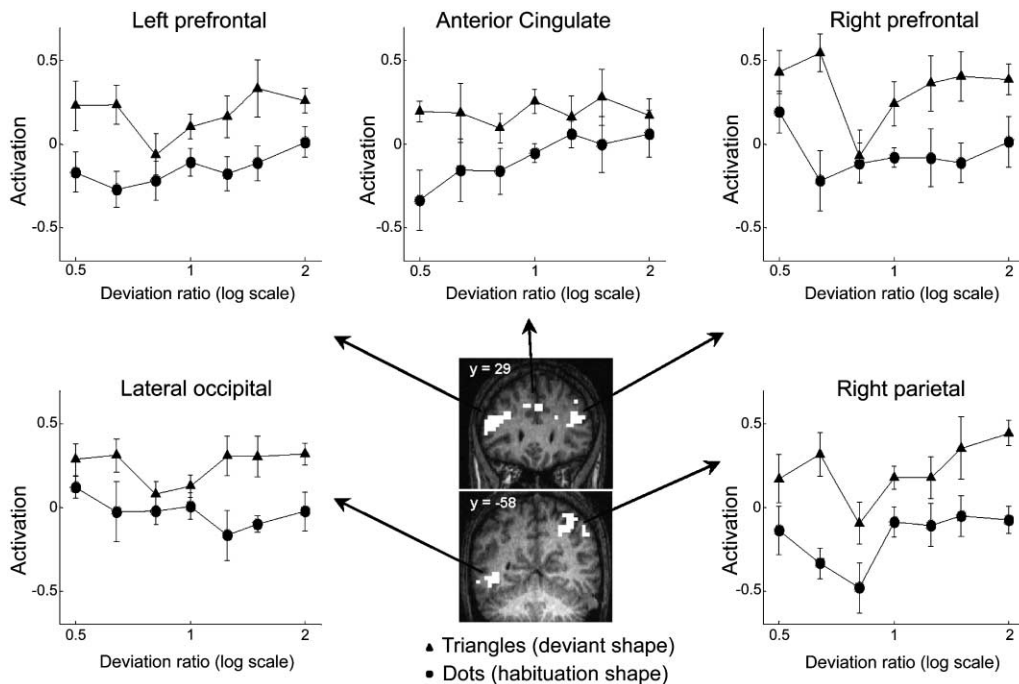 Left prefrontal
Activation
0.5
0
-0.5
0.5
1
2
Deviation ratio (log scale)
Anterior Cingulate
Activation
0.5
0
-0.5
0.5
1
2
Deviation ratio (log scale)
Right prefrontal
Activation
0.5
0
-0.5
0.5
1
2
Deviation ratio (log scale)
Lateral occipital
Activation
0.5
0
-0.5
0.5
1
2
Deviation ratio (log scale)
y = 29
y = -58
Right parietal
Activation
0.5
0
-0.5
0.5
1
2
Deviation ratio (log scale)
▲ Triangles (deviant shape)
● Dots (habituation shape)